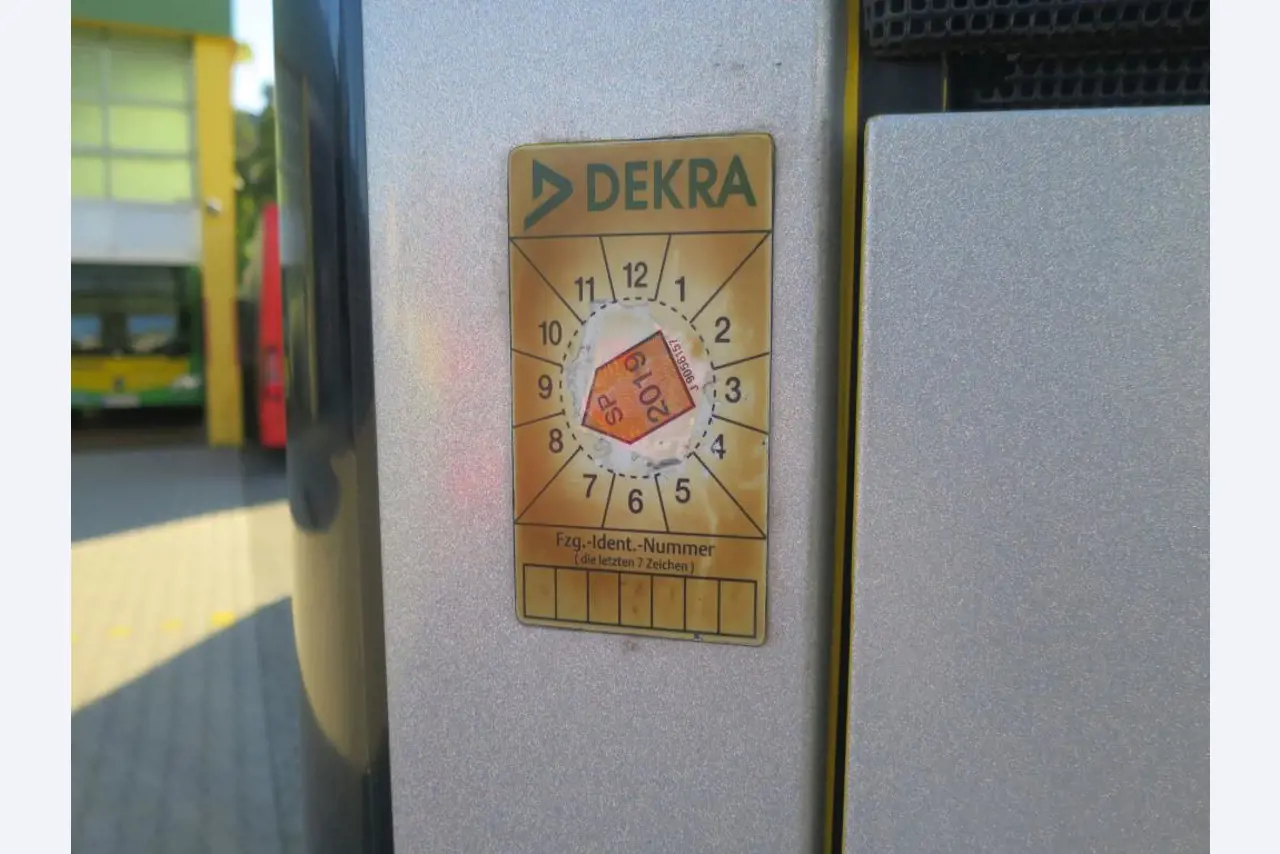 DEKRA
12
1
2
3
4
5
6
7
8
9
10
11
SP
2019
J 9056157
Fzg.-Ident.-Nummer
( die letzten 7 Zeichen )